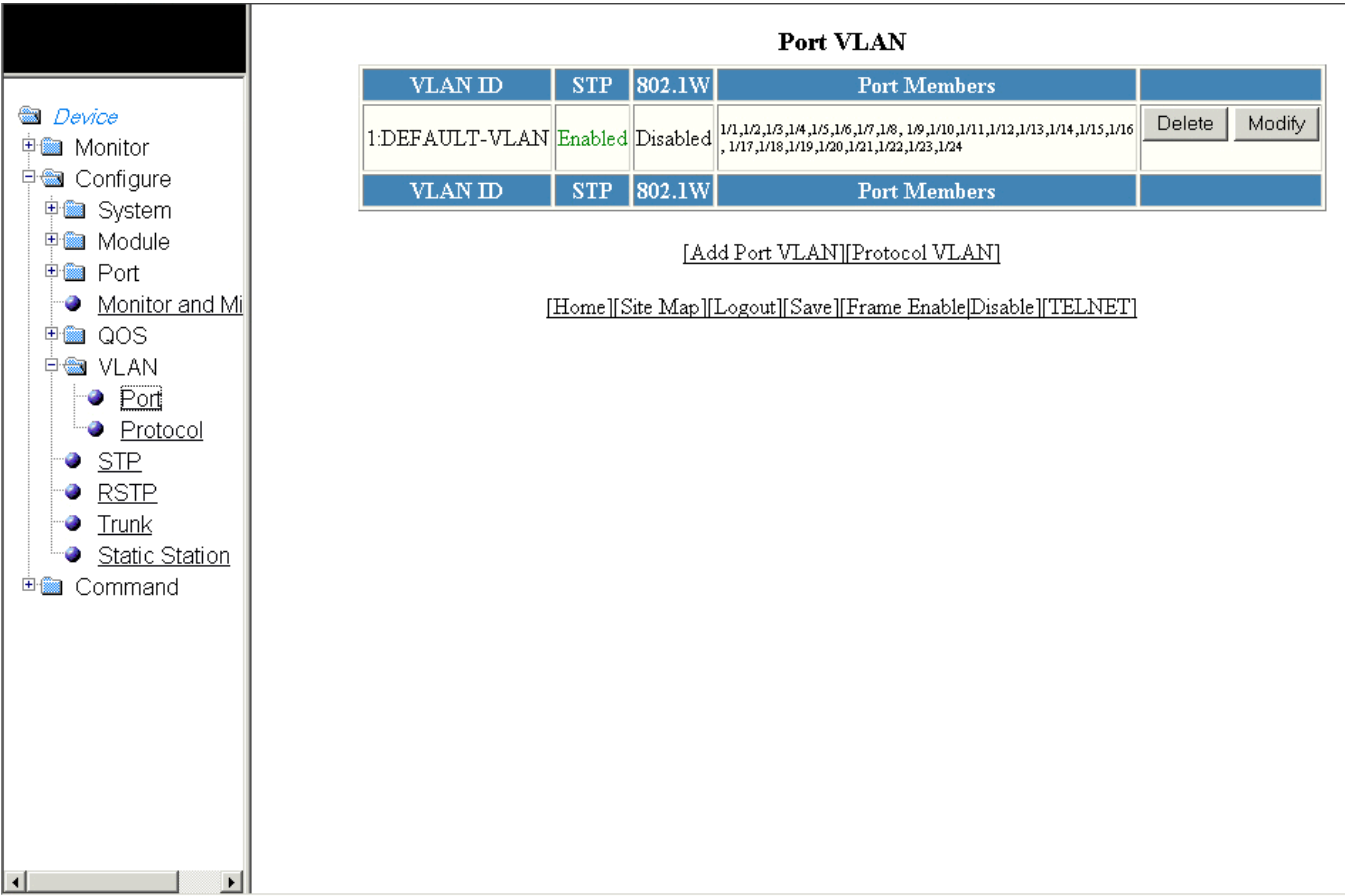 Device
Monitor
Configure
System
Module
Port
Monitor and Mi
QOS
VLAN
Port
Protocol
STP
RSTP
Trunk
Static Station
Command
Port VLAN
VLAN ID STP 802.1W Port Members
1:DEFAULT-VLAN Enabled Disabled 1/1,1/2,1/3,1/4,1/5,1/6,1/7,1/8, 1/9,1/10,1/11,1/12,1/13,1/14,1/15,1/16 Delete Modify
, 1/17,1/18,1/19,1/20,1/21,1/22,1/23,1/24
VLAN ID STP 802.1W Port Members
[Add Port VLAN][Protocol VLAN]
[Home][Site Map][Logout][Save][Frame Enable|Disable][TELNET]